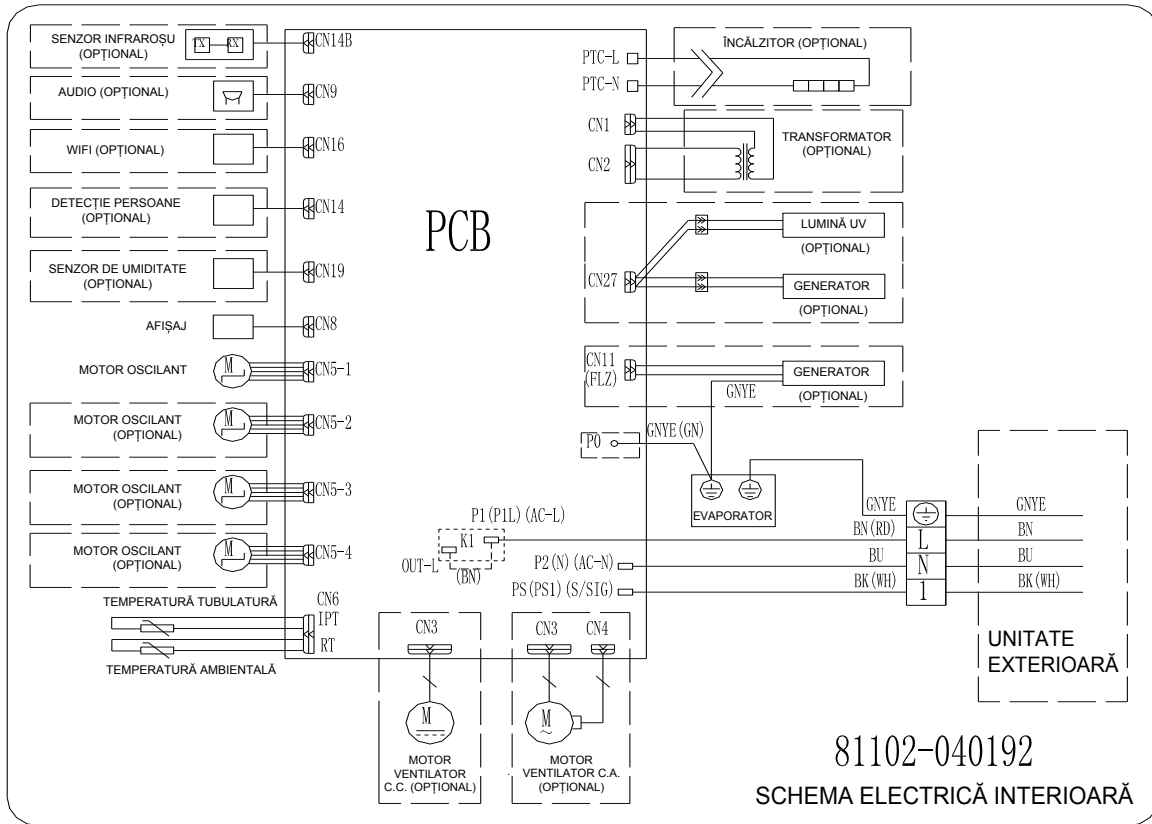 SENZOR INFRAROȘU
(OPȚIONAL)
TX
RX
CN14B
AUDIO (OPȚIONAL)
CN9
WIFI (OPȚIONAL)
CN16
DETECȚIE PERSOANE
(OPȚIONAL)
CN14
SENZOR DE UMIDITATE
(OPȚIONAL)
CN19
AFIȘAJ
CN8
MOTOR OSCILANT
M
CN5-1
MOTOR OSCILANT
(OPȚIONAL)
M
CN5-2
MOTOR OSCILANT
(OPȚIONAL)
M
CN5-3
MOTOR OSCILANT
(OPȚIONAL)
M
CN5-4
TEMPERATURĂ TUBULATURĂ
CN6
IPT
RT
TEMPERATURĂ AMBIENTALĂ
PCB
PTC-L
PTC-N
ÎNCĂLZITOR (OPȚIONAL)
CN1
CN2
TRANSFORMATOR
(OPȚIONAL)
CN27
LUMINĂ UV
(OPȚIONAL)
GENERATOR
(OPȚIONAL)
CN11
(FLZ)
GENERATOR
(OPȚIONAL)
GNYE
P0
GNYE(GN)
EVAPORATOR
P1(P1L)(AC-L)
K1
OUT-L
(BN)
P2(N)(AC-N)
PS(PS1)(S/SIG)
GNYE
BN(RD)
BU
BK(WH)
L
N
1
GNYE
BN
BU
BK(WH)
UNITATE
EXTERIOARĂ
CN3
M
MOTOR
VENTILATOR
C.C. (OPȚIONAL)
CN3
CN4
M
~
MOTOR
VENTILATOR C.A.
(OPȚIONAL)
81102-040192
SCHEMA ELECTRICĂ INTERIOARĂ